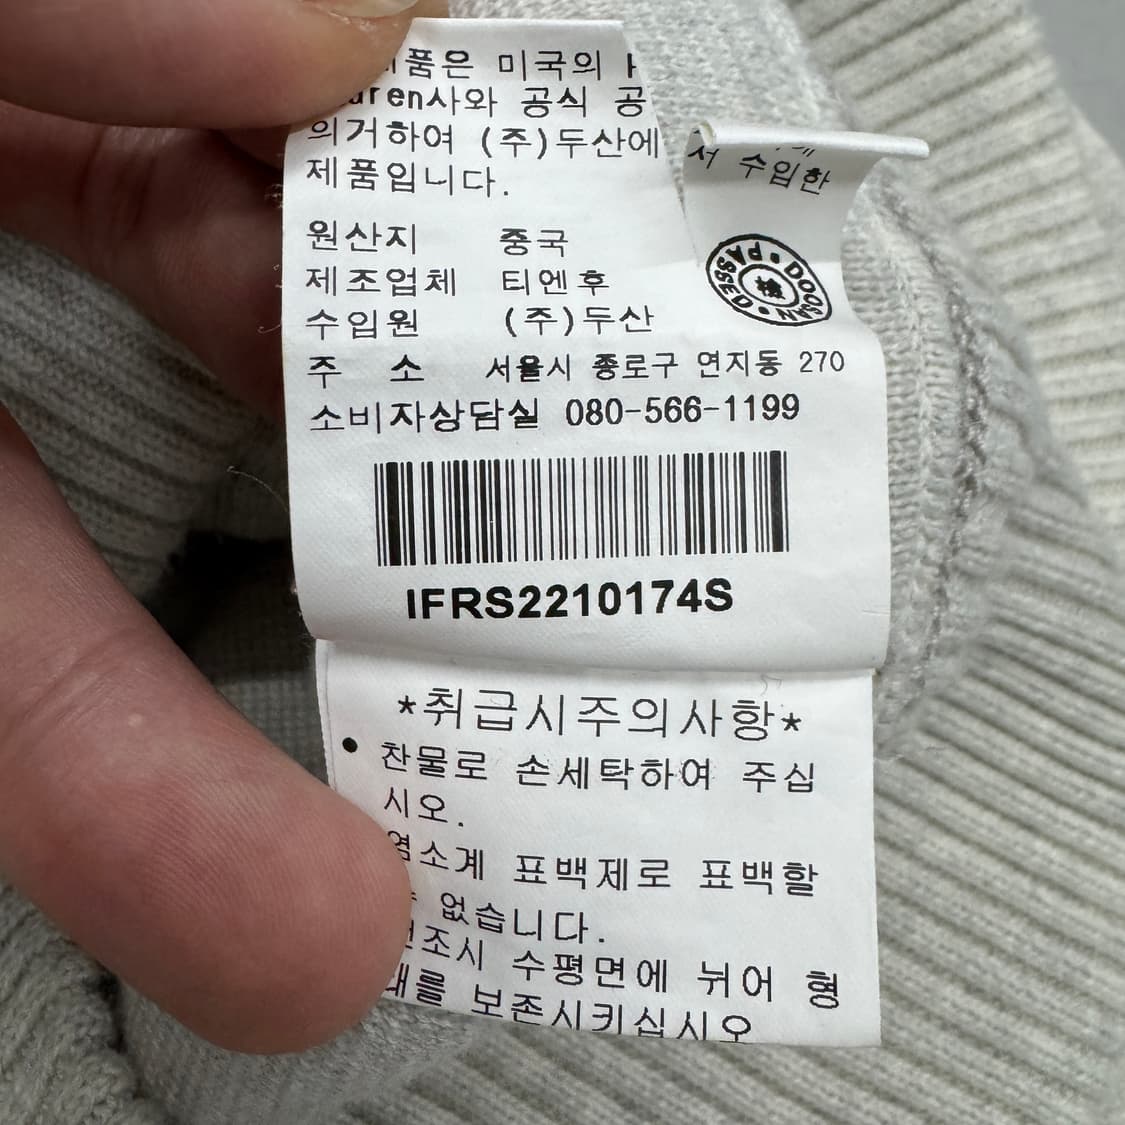 품은 미국의
uren사와 공식 공
의거하여 (주)두산에
서 수입한
제품입니다.
PASSED • DOOSAN •
원산지 중국
제조업체 티엔후
수입원 (주)두산
주 소 서울시 종로구 연지동 270
소비자상담실 080-566-1199
IFRS2210174S
*취급시주의사항*
• 찬물로 손세탁하여 주십
시오.
염소계 표백제로 표백할
없습니다.
조시 수평면에 뉘어 형
태를 보존시키십시오